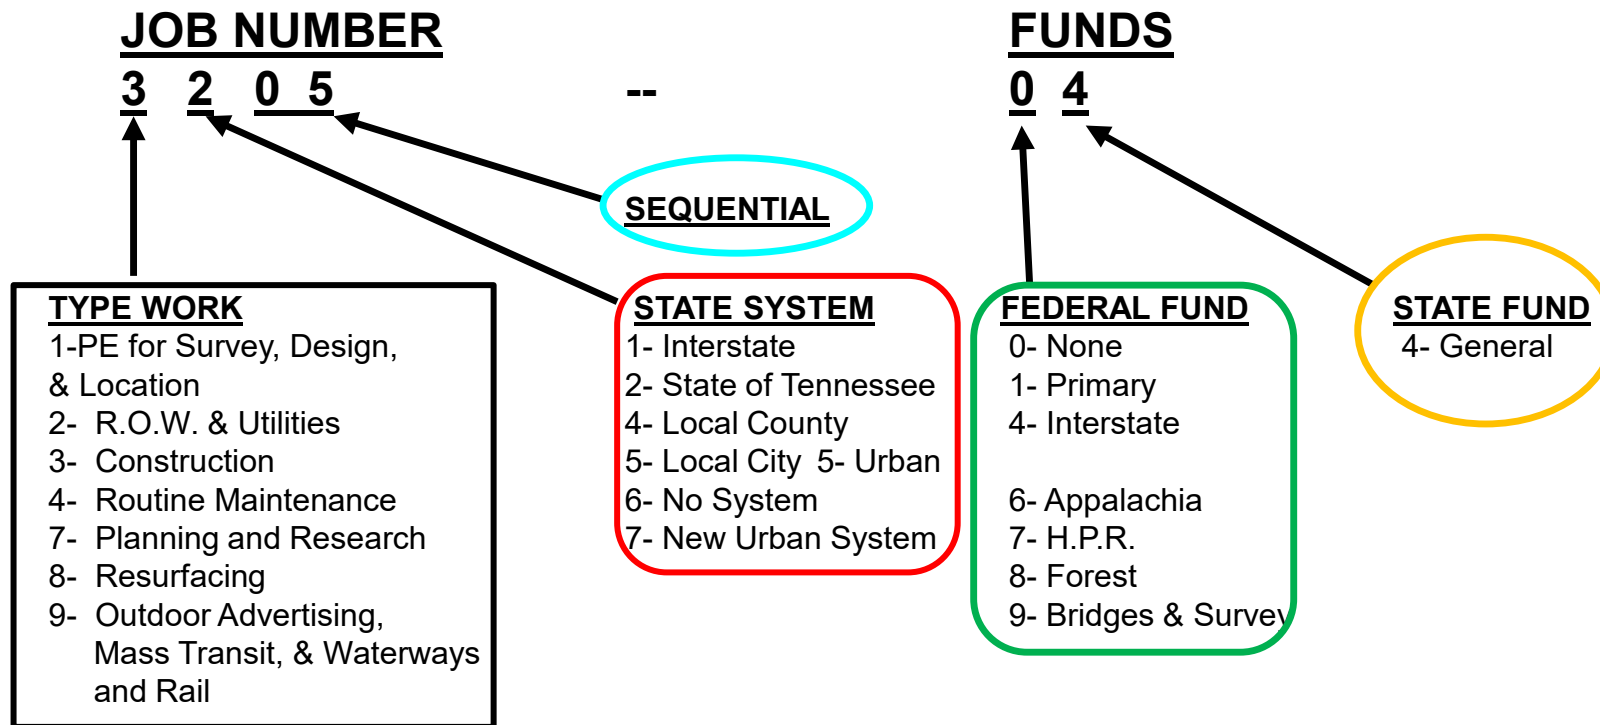 JOB NUMBER
3 2 0 5 -- 
SEQUENTIAL
TYPE WORK
1-PE for Survey, Design,
& Location
2- R.O.W. & Utilities
3- Construction
4- Routine Maintenance
7- Planning and Research
8- Resurfacing
9- Outdoor Advertising,
Mass Transit, & Waterways
and Rail
STATE SYSTEM
1- Interstate
2- State of Tennessee
4- Local County
5- Local City 5- Urban
6- No System
7- New Urban System
FUNDS
0 4
FEDERAL FUND
0- None
1- Primary
4- Interstate
6- Appalachia
7- H.P.R.
8- Forest
9- Bridges & Survey
STATE FUND
4- General